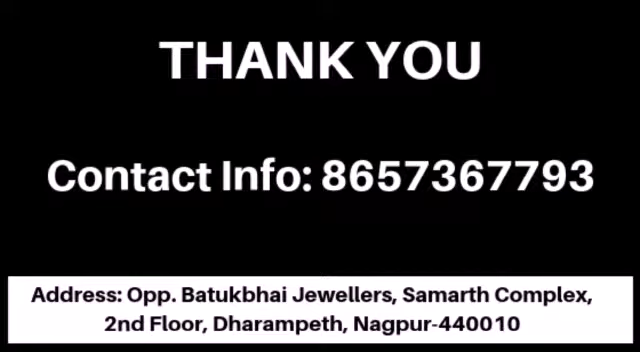 THANK YOU
Contact Info: 8657367793
Address: Opp. Batukbhai Jewellers, Samarth Complex,
2nd Floor, Dharampeth, Nagpur-440010